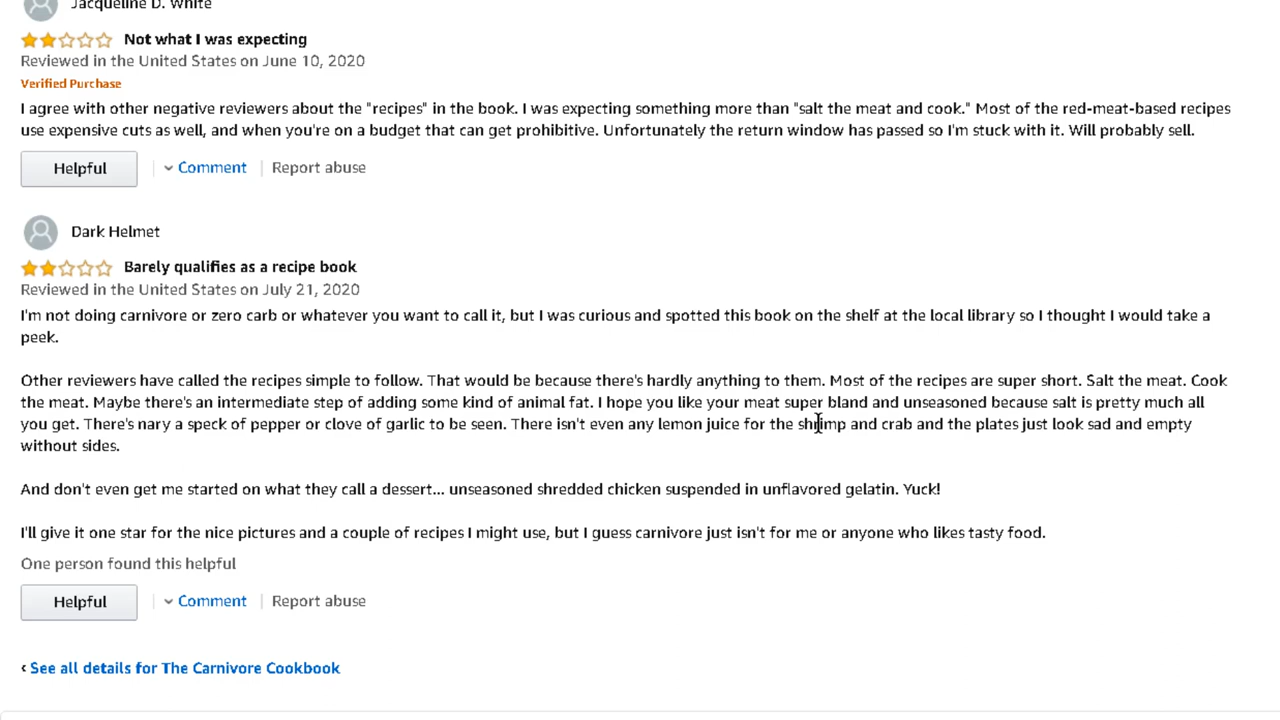 Jacqueline D. White
Not what I was expecting
Reviewed in the United States on June 10, 2020
Verified Purchase
I agree with other negative reviewers about the "recipes" in the book. I was expecting something more than "salt the meat and cook." Most of the red-meat-based recipes
use expensive cuts as well, and when you're on a budget that can get prohibitive. Unfortunately the return window has passed so I'm stuck with it. Will probably sell.
Helpful
Comment
Report abuse
Dark Helmet
Barely qualifies as a recipe book
Reviewed in the United States on July 21, 2020
I'm not doing carnivore or zero carb or whatever you want to call it, but I was curious and spotted this book on the shelf at the local library so I thought I would take a
peek.
Other reviewers have called the recipes simple to follow. That would be because there's hardly anything to them. Most of the recipes are super short. Salt the meat. Cook
the meat. Maybe there's an intermediate step of adding some kind of animal fat. I hope you like your meat super bland and unseasoned because salt is pretty much all
you get. There's nary a speck of pepper or clove of garlic to be seen. There isn't even any lemon juice for the shrimp and crab and the plates just look sad and empty
without sides.
And don't even get me started on what they call a dessert... unseasoned shredded chicken suspended in unflavored gelatin. Yuck!
I'll give it one star for the nice pictures and a couple of recipes I might use, but I guess carnivore just isn't for me or anyone who likes tasty food.
One person found this helpful
Helpful
Comment
Report abuse
‹ See all details for The Carnivore Cookbook